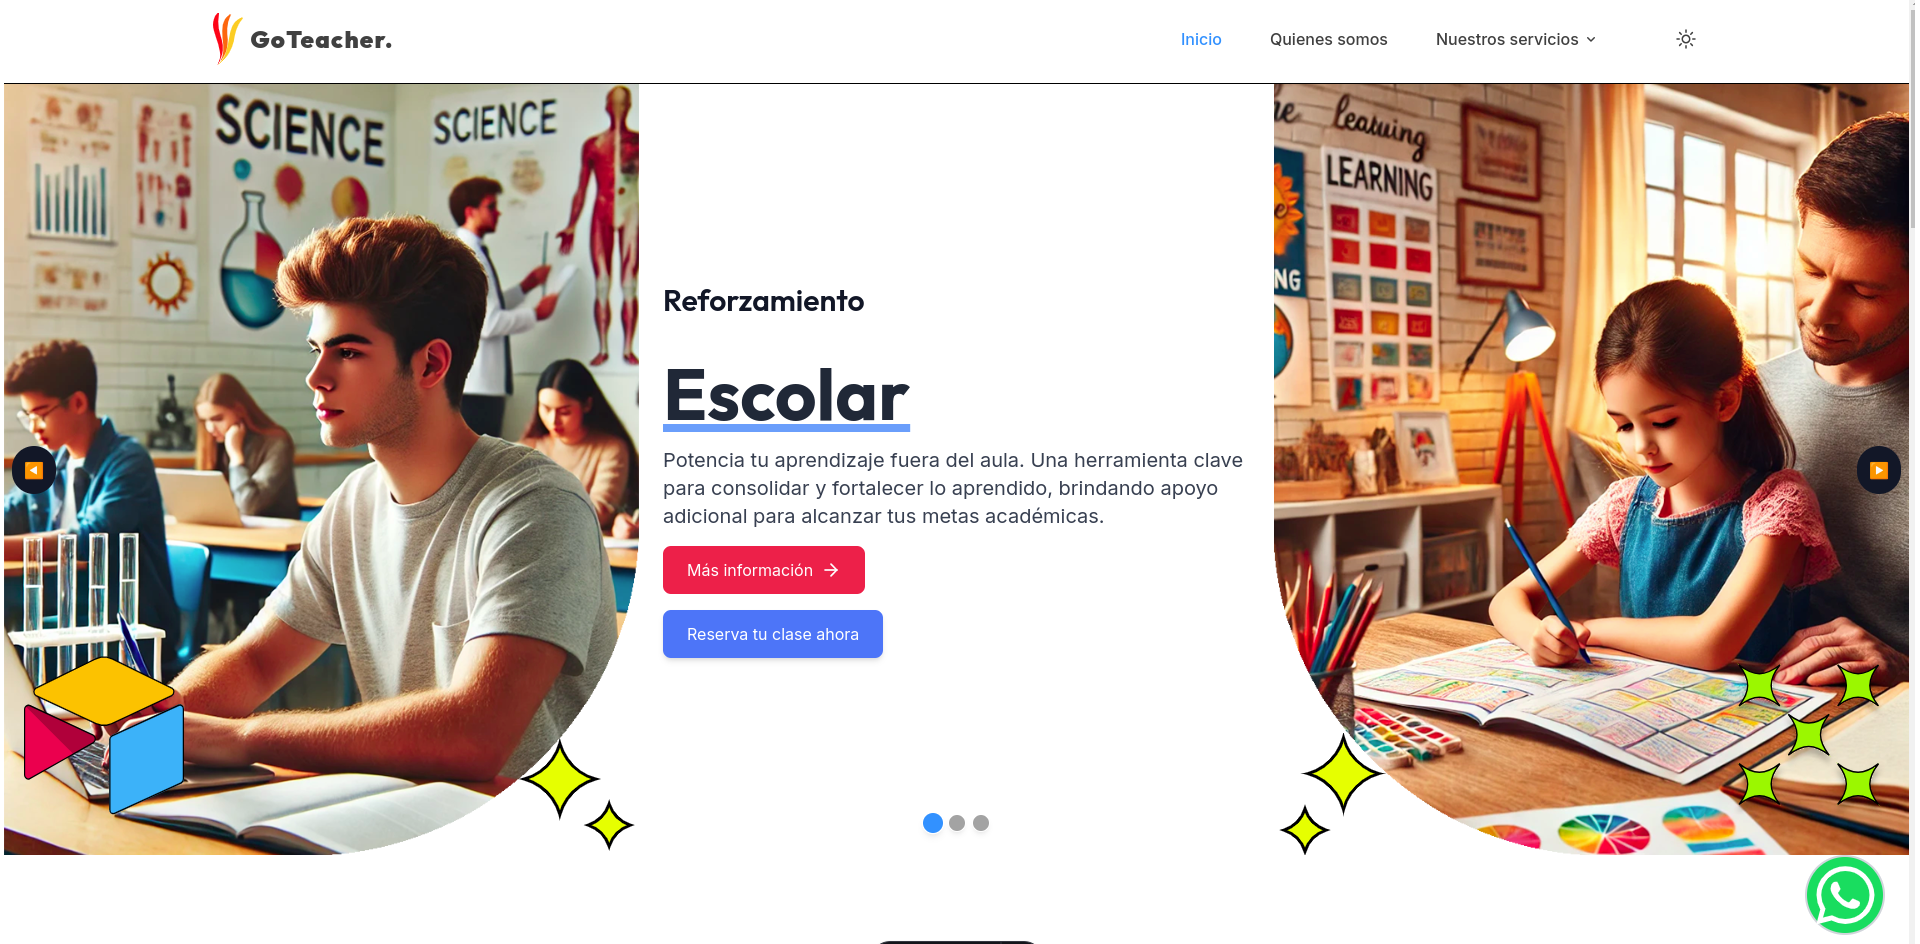 GoTeacher.
Inicio
Quienes somos
Nuestros servicios
SCIENCE
SCIENCE
Reforzamiento
Escolar
Potencia tu aprendizaje fuera del aula. Una herramienta clave
para consolidar y fortalecer lo aprendido, brindando apoyo
adicional para alcanzar tus metas académicas.
Más información
Reserva tu clase ahora
leawing
LEARNING
NG